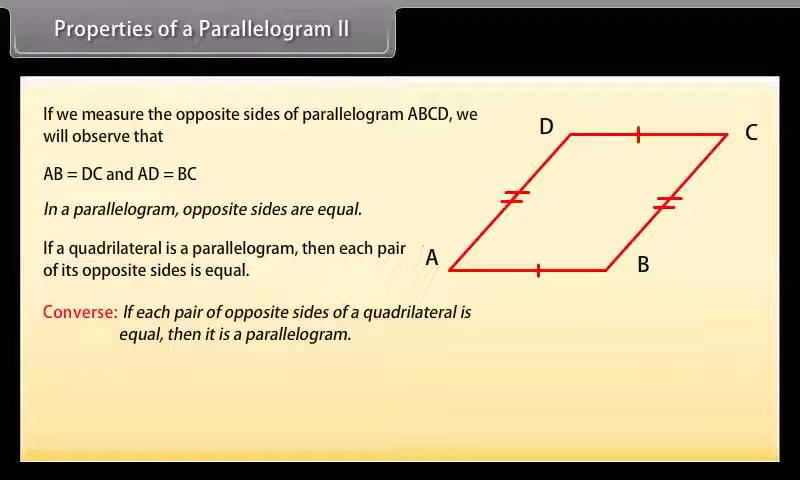 Properties of a Parallelogram II
If we measure the opposite sides of parallelogram ABCD, we
will observe that
AB = DC and AD = BC
In a parallelogram, opposite sides are equal.
If a quadrilateral is a parallelogram, then each pair
of its opposite sides is equal.
Converse: If each pair of opposite sides of a quadrilateral is
equal, then it is a parallelogram.
D
C
A
B